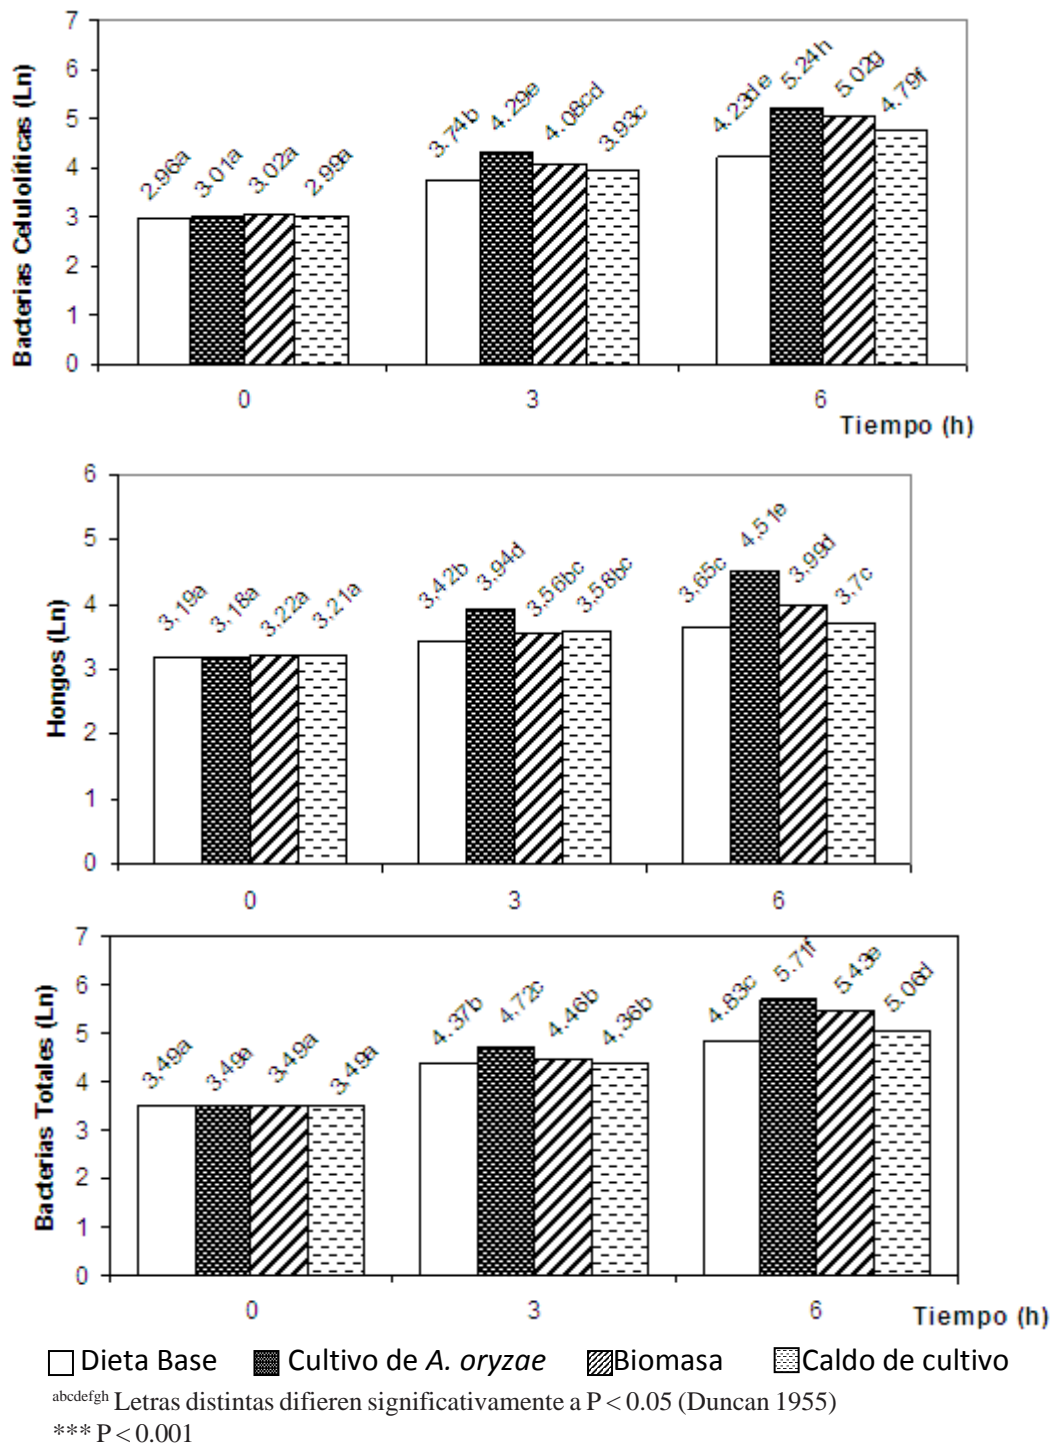 7
6
5
4
3
2
1
0
Bacterias Celulolíticas (Ln)
2.96a 3.01a 3.02a 2.99a 3.74b 4.29e 4.08cd 3.93c 4.23de 5.24h 5.02g 4.79f
0 3 6
Tiempo (h)
6
5
4
3
2
1
0
Hongos (Ln)
3.19a 3.18a 3.22a 3.21a 3.42b 3.94d 3.56bc 3.58bc 3.65c 4.51e 3.99d 3.7c
0 3 6
7
6
5
4
3
2
1
0
Bacterias Totales (Ln)
3.49a 3.49a 3.49a 3.49a 4.37b 4.72c 4.46b 4.36b 4.83c 5.71f 5.43e 5.06d
0 3 6
Tiempo (h)
Dieta Base Cultivo de A. oryzae Biomasa Caldo de cultivo
abcdefgh Letras distintas difieren significativamente a P < 0.05 (Duncan 1955)
*** P < 0.001